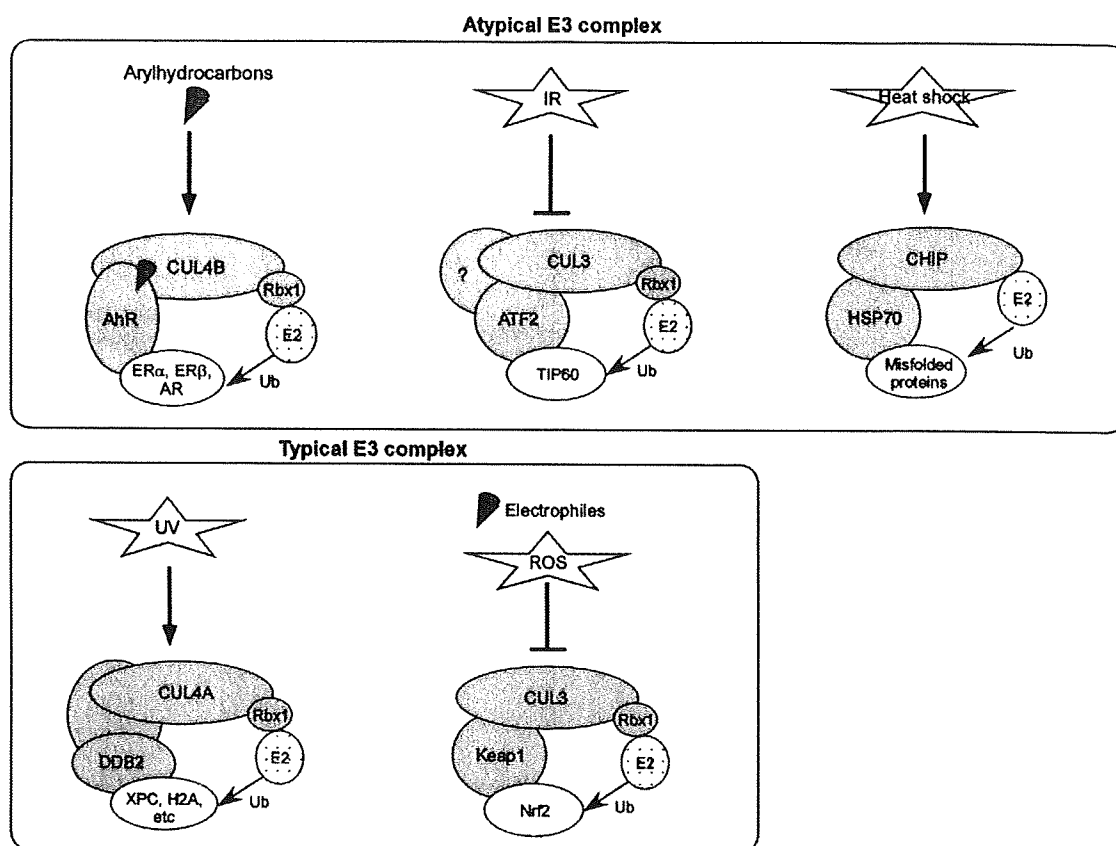 Atypical E3 complex
Arylhydrocarbons
CUL4B
Rbx1
AhR
E2
ERα, ERβ,
AR
Ub
IR
?
CUL3
Rbx1
ATF2
E2
TIP60
Ub
Heat shock
CHIP
E2
HSP70
Misfolded
proteins
Ub
Typical E3 complex
UV
CUL4A
Rbx1
DDB2
E2
XPC, H2A,
etc
Ub
Electrophiles
ROS
CUL3
Rbx1
Keap1
E2
Nrf2
Ub